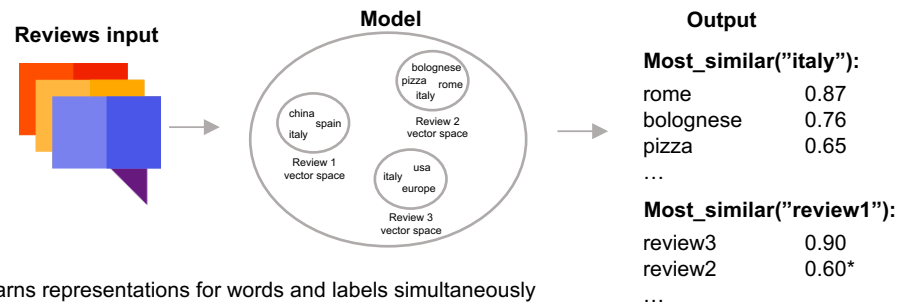 Reviews input
Model
bolognese
pizza rome
italy
Review 2
vector space
china
spain
italy
Review 1
vector space
usa
italy
europe
Review 3
vector space
Output
Most_similar(”italy”):
rome 0.87
bolognese 0.76
pizza 0.65
…
Most_similar(”review1”):
review3 0.90
review2 0.60*
…
arns representations for words and labels simultaneously